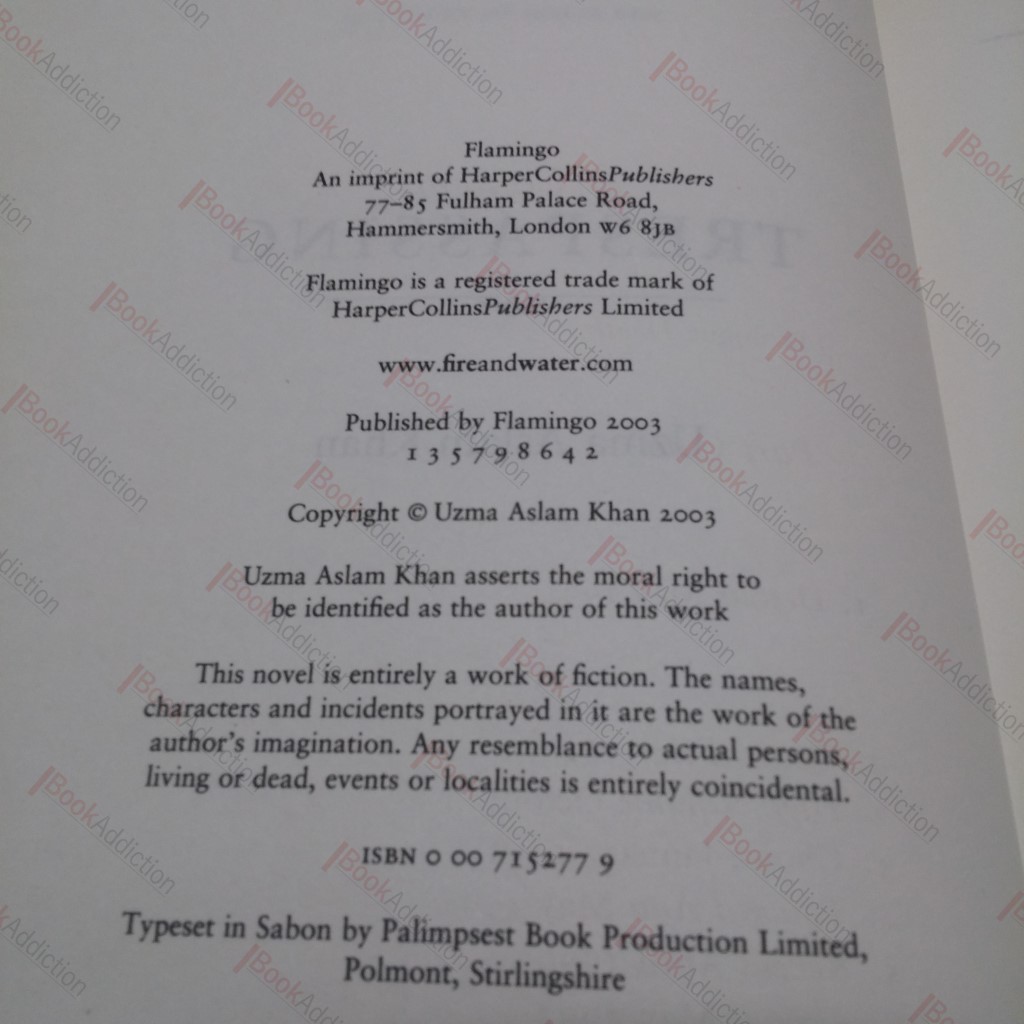 Flamingo
An imprint of HarperCollinsPublishers
77–85 Fulham Palace Road,
Hammersmith, London W6 8JB
Flamingo is a registered trade mark of
HarperCollinsPublishers Limited
www.fireandwater.com
Published by Flamingo 2003
1 3 5 7 9 8 6 4 2
Copyright © Uzma Aslam Khan 2003
Uzma Aslam Khan asserts the moral right to
be identified as the author of this work
This novel is entirely a work of fiction. The names,
characters and incidents portrayed in it are the work of the
author's imagination. Any resemblance to actual persons,
living or dead, events or localities is entirely coincidental.
ISBN 0 00 715277 9
Typeset in Sabon by Palimpsest Book Production Limited,
Polmont, Stirlingshire
BookAddiction